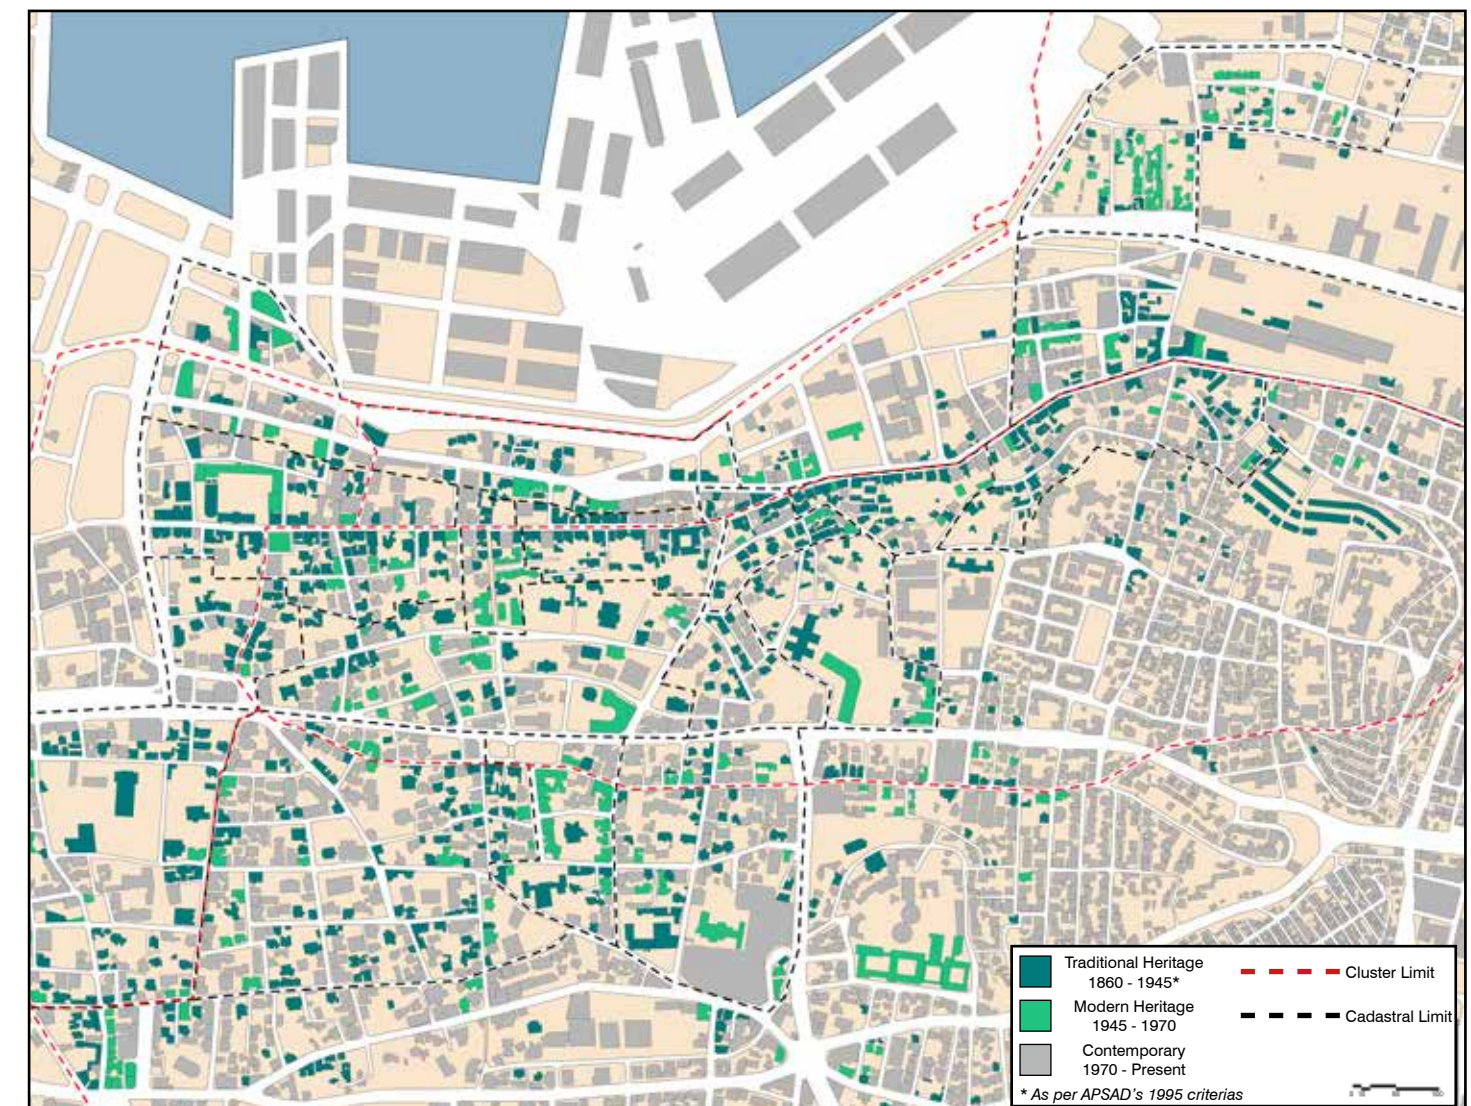 Traditional Heritage
1860 - 1945*
Modern Heritage
1945 - 1970
Contemporary
1970 - Present
* As per APSAD's 1995 criterias
Cluster Limit
Cadastral Limit